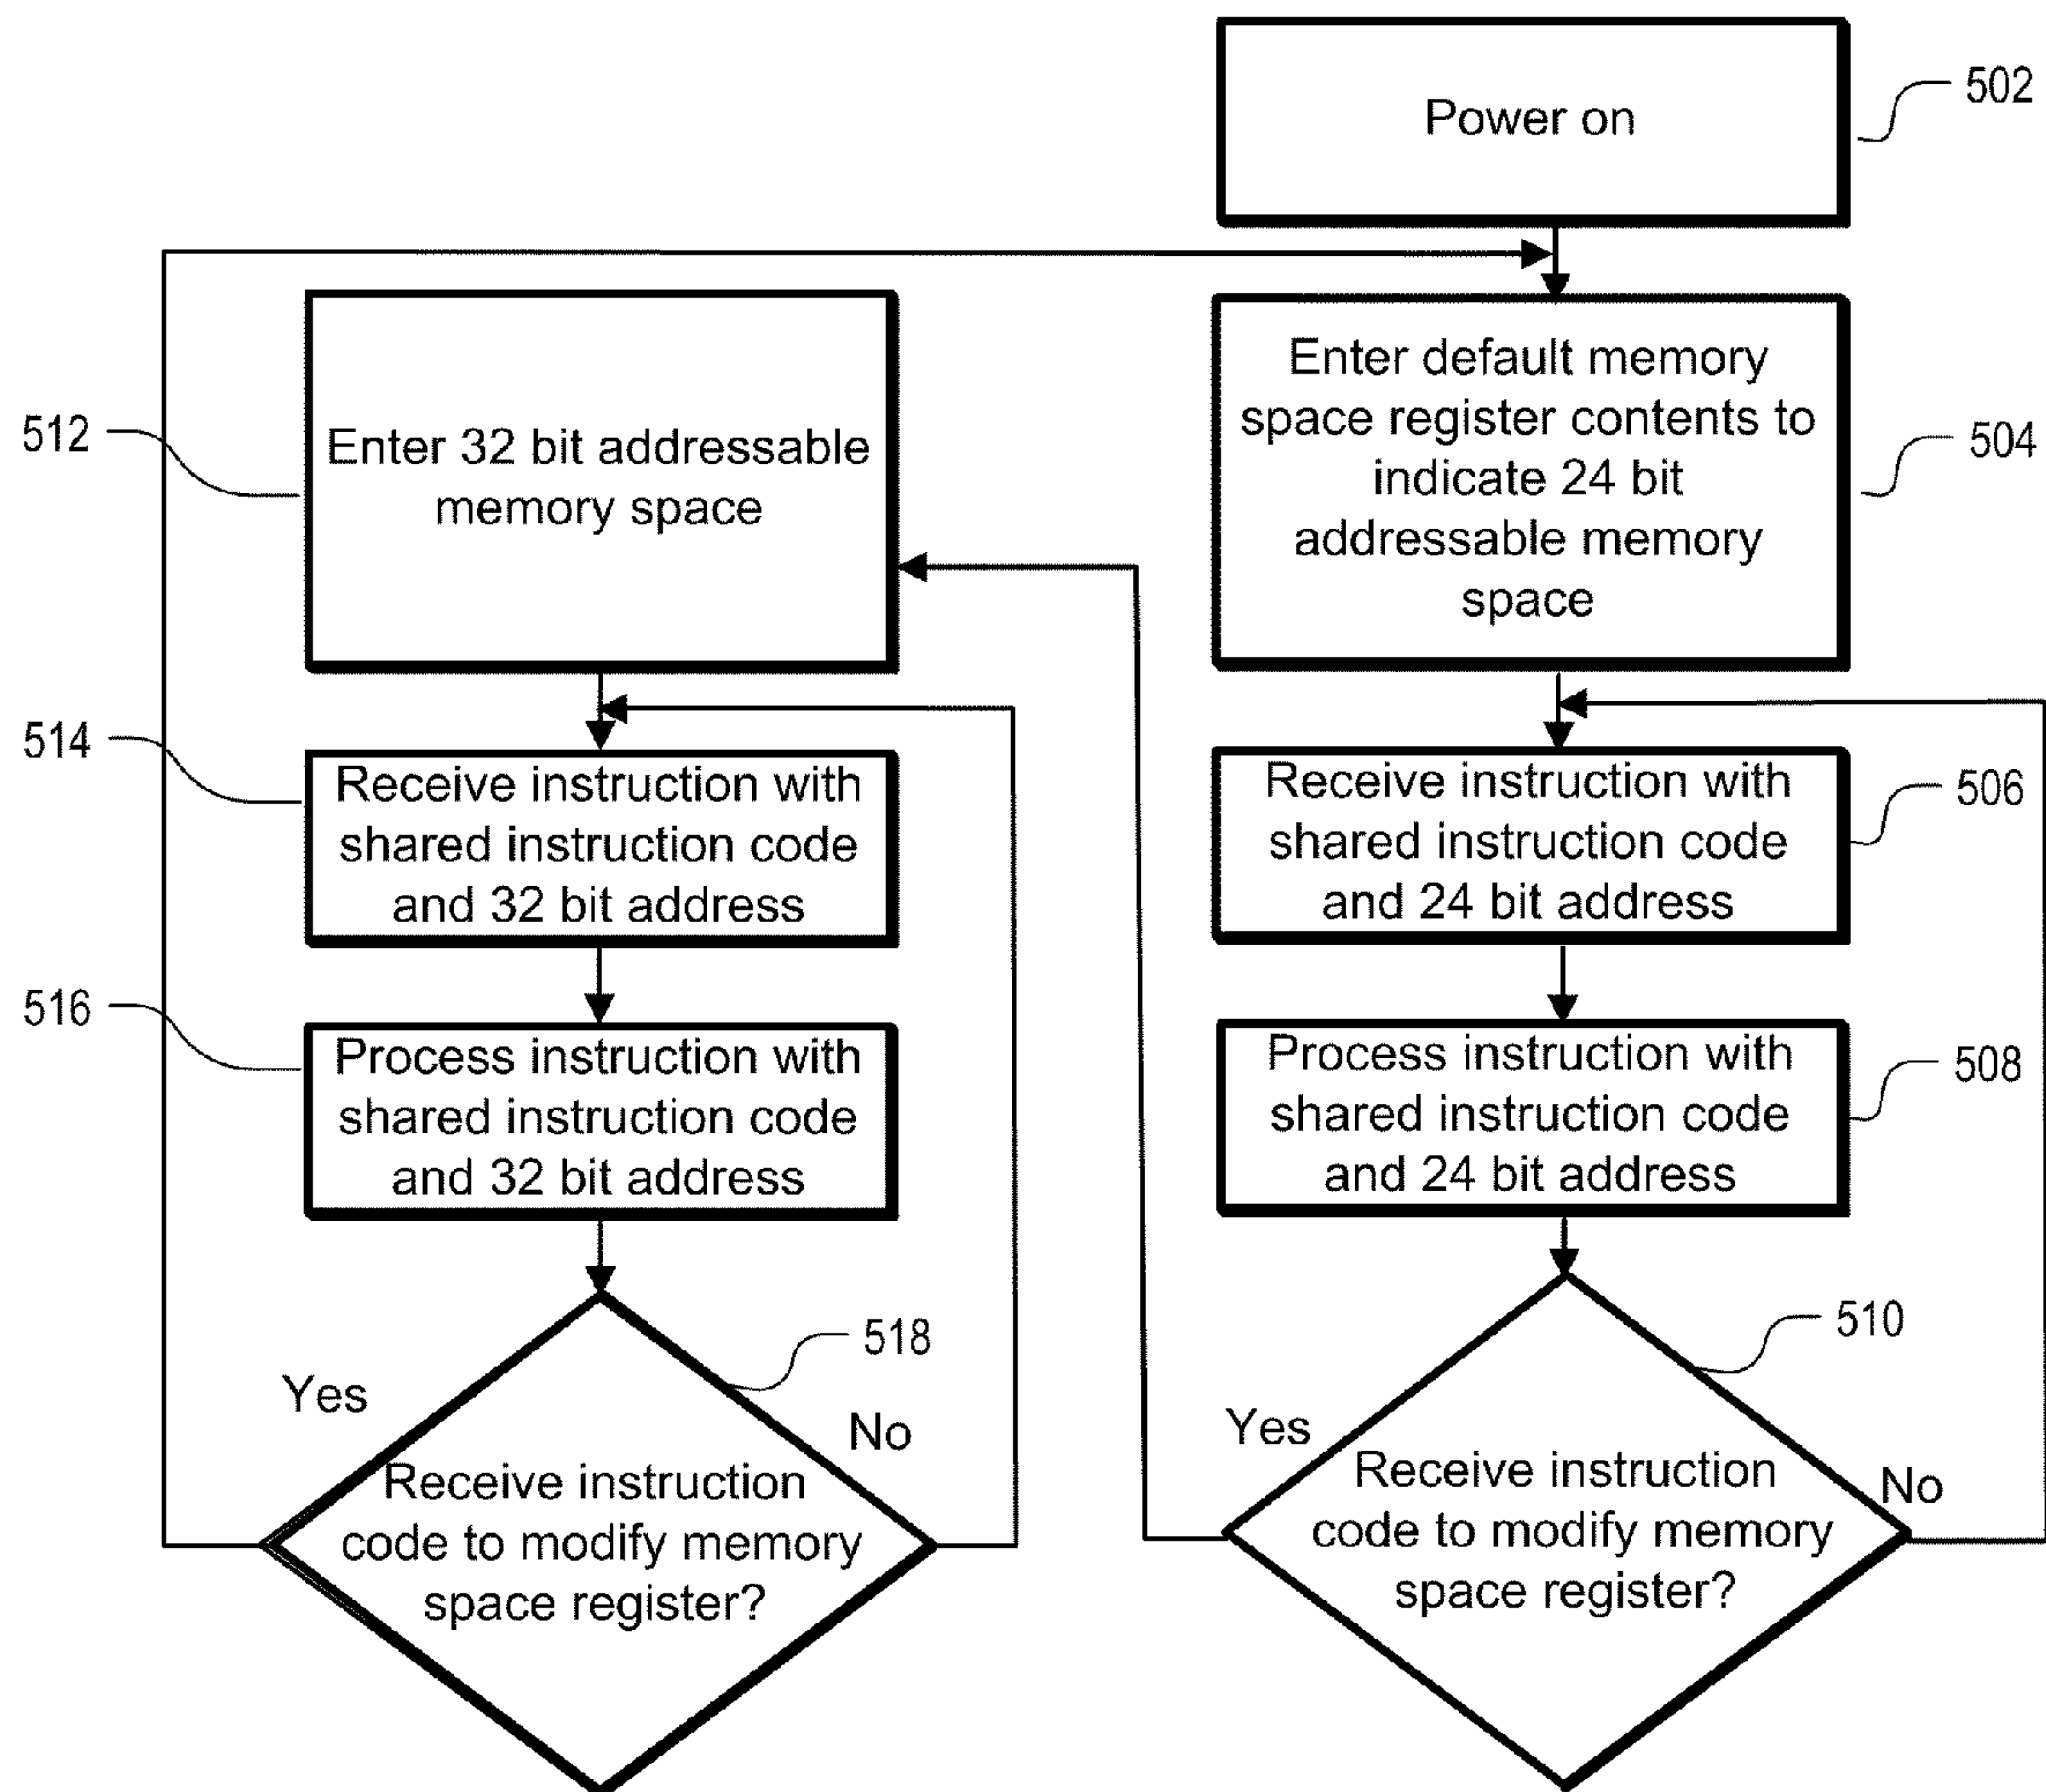 Power on
502
Enter default memory
space register contents to
indicate 24 bit
addressable memory
space
504
512
Enter 32 bit addressable
memory space
514
Receive instruction with
shared instruction code
and 32 bit address
Receive instruction with
shared instruction code
and 24 bit address
506
516
Process instruction with
shared instruction code
and 32 bit address
Process instruction with
shared instruction code
and 24 bit address
508
518
Yes
No
Receive instruction
code to modify memory
space register?
510
Yes
No
Receive instruction
code to modify memory
space register?